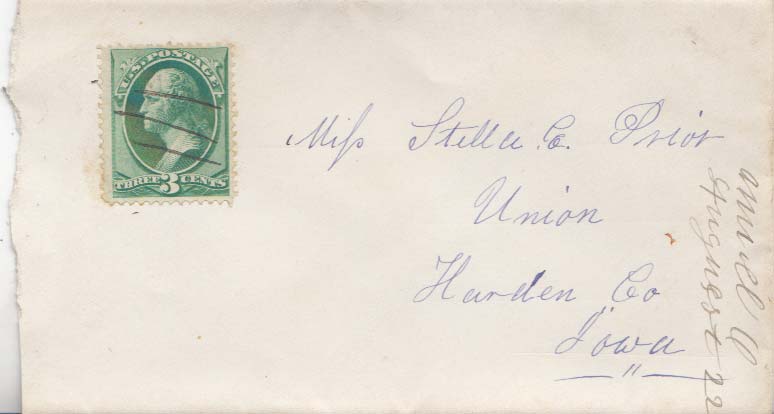 U.S. POSTAGE
THREE 3 CENTS
Miss Stella. C. Prior
Union
Harden Co
Iowa
August 22